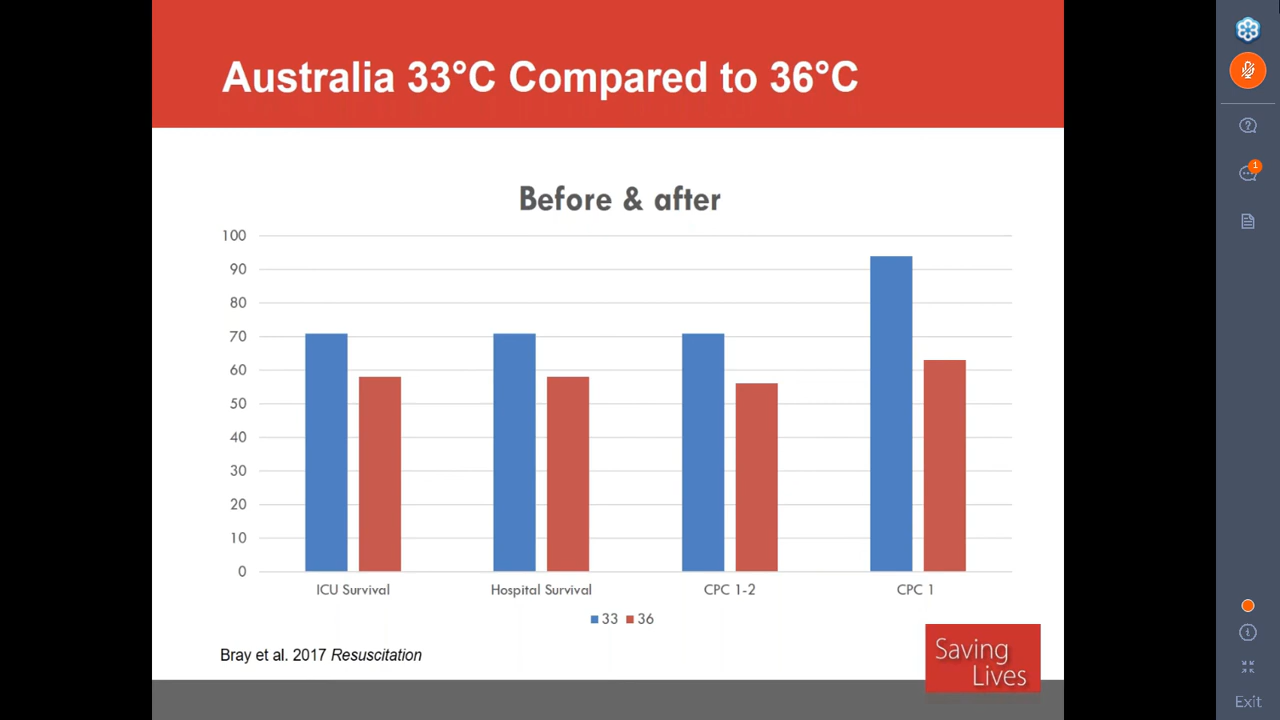 Australia 33°C Compared to 36°C
Before & after
100
90
80
70
60
50
40
30
20
10
0
ICU Survival
Hospital Survival
CPC 1-2
CPC 1
33 36
Bray et al. 2017 Resuscitation
Saving
Lives
1
Exit